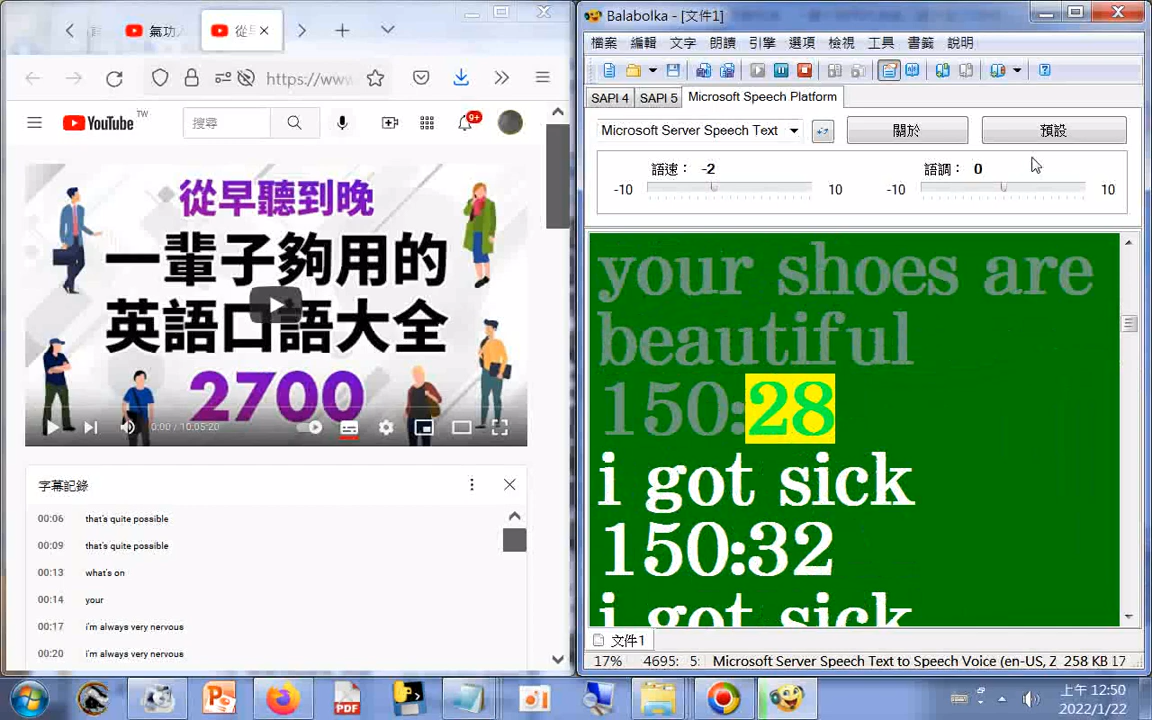 氣功
從
https://www
YouTube TW
搜尋
9+
從早聽到晚
一輩子夠用的
英語口語大全
2700
0:00 / 10:05:20
字幕記錄
00:06 that's quite possible
00:09 that's quite possible
00:13 what's on
00:14 your
00:17 i'm always very nervous
00:20 i'm always very nervous
Balabolka - [文件1]
檔案 編輯 文字 朗讀 引擎 選項 檢視 工具 書籤 說明
SAPI 4 SAPI 5 Microsoft Speech Platform
Microsoft Server Speech Text 關於 預設
語速： -2 語調： 0
-10 10 -10 10
your shoes are
beautiful
150:28
i got sick
150:32
i got sick
文件1
17% 4695: 5: Microsoft Server Speech Text to Speech Voice (en-US, Z 258 KB 17
PDF
上午 12:50
2022/1/22